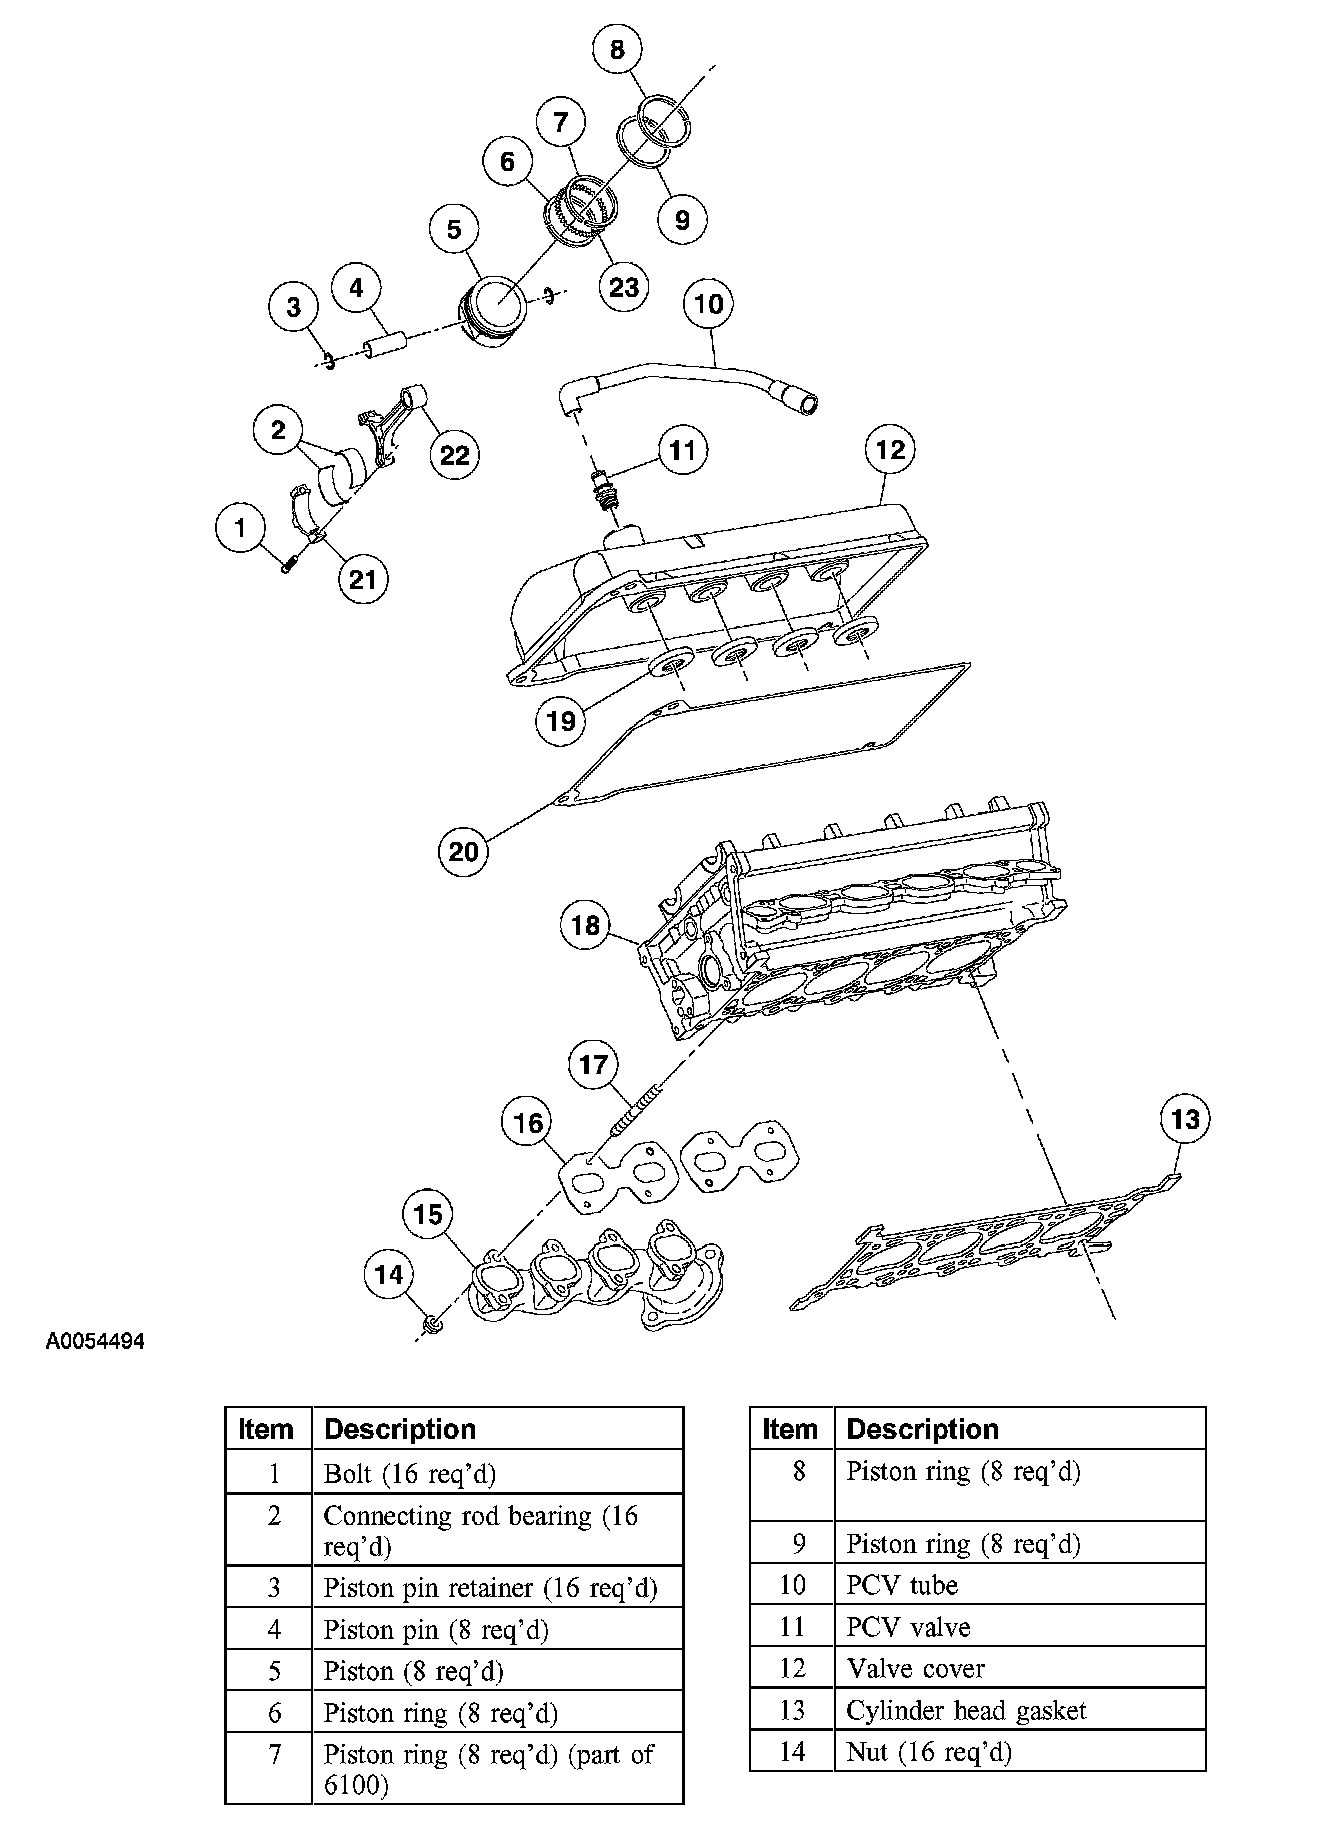 8
7
6
9
5
23
4
3
10
2
22
11
12
1
21
19
20
18
17
16
13
15
14
A0054494
Item Description
1 Bolt (16 req'd)
2 Connecting rod bearing (16
req'd)
3 Piston pin retainer (16 req'd)
4 Piston pin (8 req'd)
5 Piston (8 req'd)
6 Piston ring (8 req'd)
7 Piston ring (8 req'd) (part of
6100)
Item Description
8 Piston ring (8 req'd)
9 Piston ring (8 req'd)
10 PCV tube
11 PCV valve
12 Valve cover
13 Cylinder head gasket
14 Nut (16 req'd)